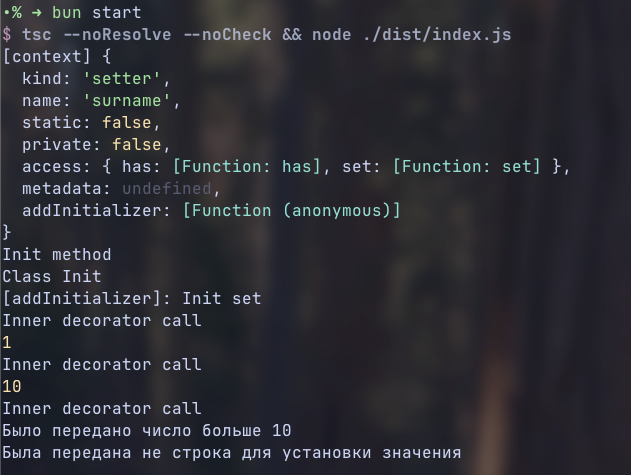 •% ➜ bun start
$ tsc --noResolve --noCheck && node ./dist/index.js
[context] {
  kind: 'setter',
  name: 'surname',
  static: false,
  private: false,
  access: { has: [Function: has], set: [Function: set] },
  metadata: undefined,
  addInitializer: [Function (anonymous)]
}
Init method
Class Init
[addInitializer]: Init set
Inner decorator call
1
Inner decorator call
10
Inner decorator call
Было передано число больше 10
Была передана не строка для установки значения